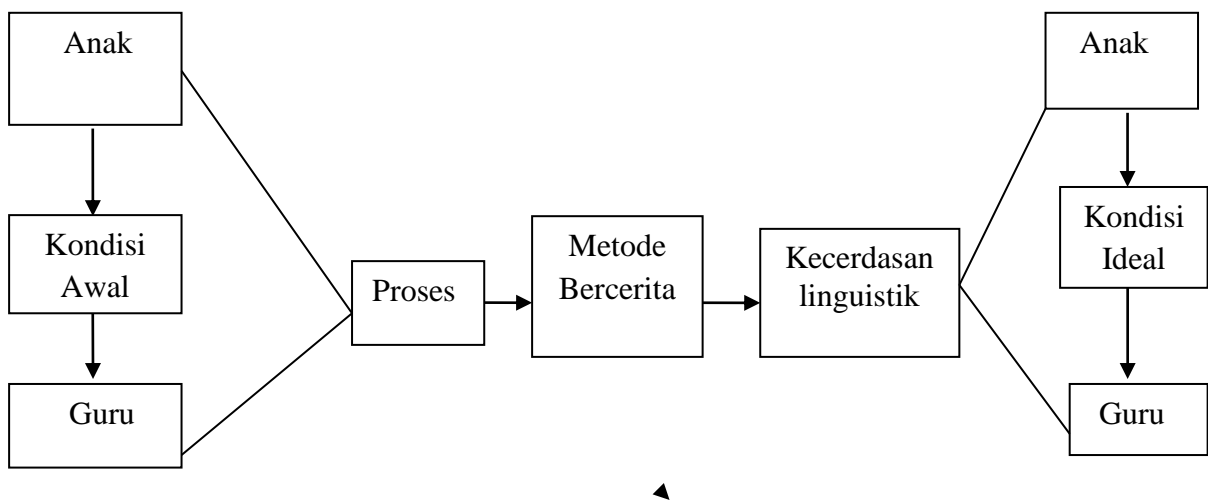 Anak
Kondisi
Awal
Guru
Proses
Metode
Bercerita
Kecerdasan
linguistik
Anak
Kondisi
Ideal
Guru